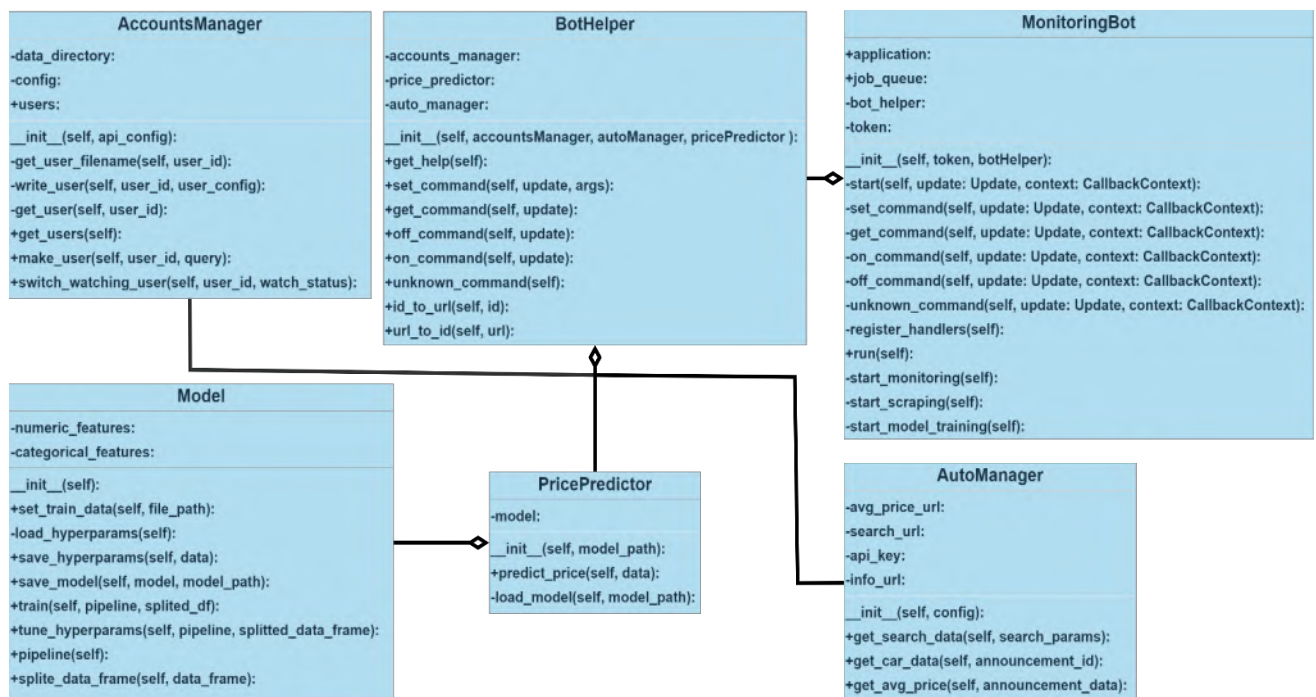 AccountsManager
-data_directory:
-config:
+users:
__init__(self, api_config):
-get_user_filename(self, user_id):
-write_user(self, user_id, user_config):
-get_user(self, user_id):
+get_users(self):
+make_user(self, user_id, query):
+switch_watching_user(self, user_id, watch_status):
BotHelper
-accounts_manager:
-price_predictor:
-auto_manager:
__init__(self, accountsManager, autoManager, pricePredictor ):
+get_help(self):
+set_command(self, update, args):
+get_command(self, update):
+off_command(self, update):
+on_command(self, update):
+unknown_command(self):
+id_to_url(self, id):
+url_to_id(self, url):
MonitoringBot
+application:
+job_queue:
-bot_helper:
-token:
__init__(self, token, botHelper):
-start(self, update: Update, context: CallbackContext):
-set_command(self, update: Update, context: CallbackContext):
-get_command(self, update: Update, context: CallbackContext):
-on_command(self, update: Update, context: CallbackContext):
-off_command(self, update: Update, context: CallbackContext):
-unknown_command(self, update: Update, context: CallbackContext):
-register_handlers(self):
+run(self):
-start_monitoring(self):
-start_scraping(self):
-start_model_training(self):
Model
-numeric_features:
-categorical_features:
__init__(self):
+set_train_data(self, file_path):
-load_hyperparams(self):
+save_hyperparams(self, data):
+save_model(self, model, model_path):
+train(self, pipeline, splited_df):
+tune_hyperparams(self, pipeline, splitted_data_frame):
+pipeline(self):
+splite_data_frame(self, data_frame):
PricePredictor
-model:
__init__(self, model_path):
+predict_price(self, data):
-load_model(self, model_path):
AutoManager
-avg_price_url:
-search_url:
-api_key:
-info_url:
__init__(self, config):
+get_search_data(self, search_params):
+get_car_data(self, announcement_id):
+get_avg_price(self, announcement_data):